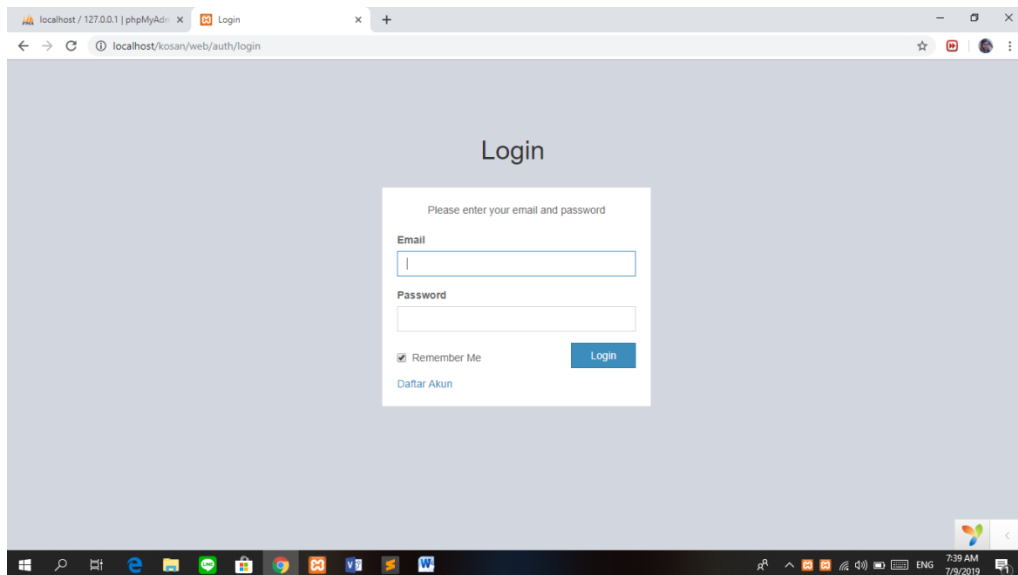 localhost / 127.0.0.1 | phpMyAdm
Login
localhost/kosan/web/auth/login
Login
Please enter your email and password
Email
Password
Remember Me
Login
Daftar Akun
ENG
7:39 AM
7/9/2019